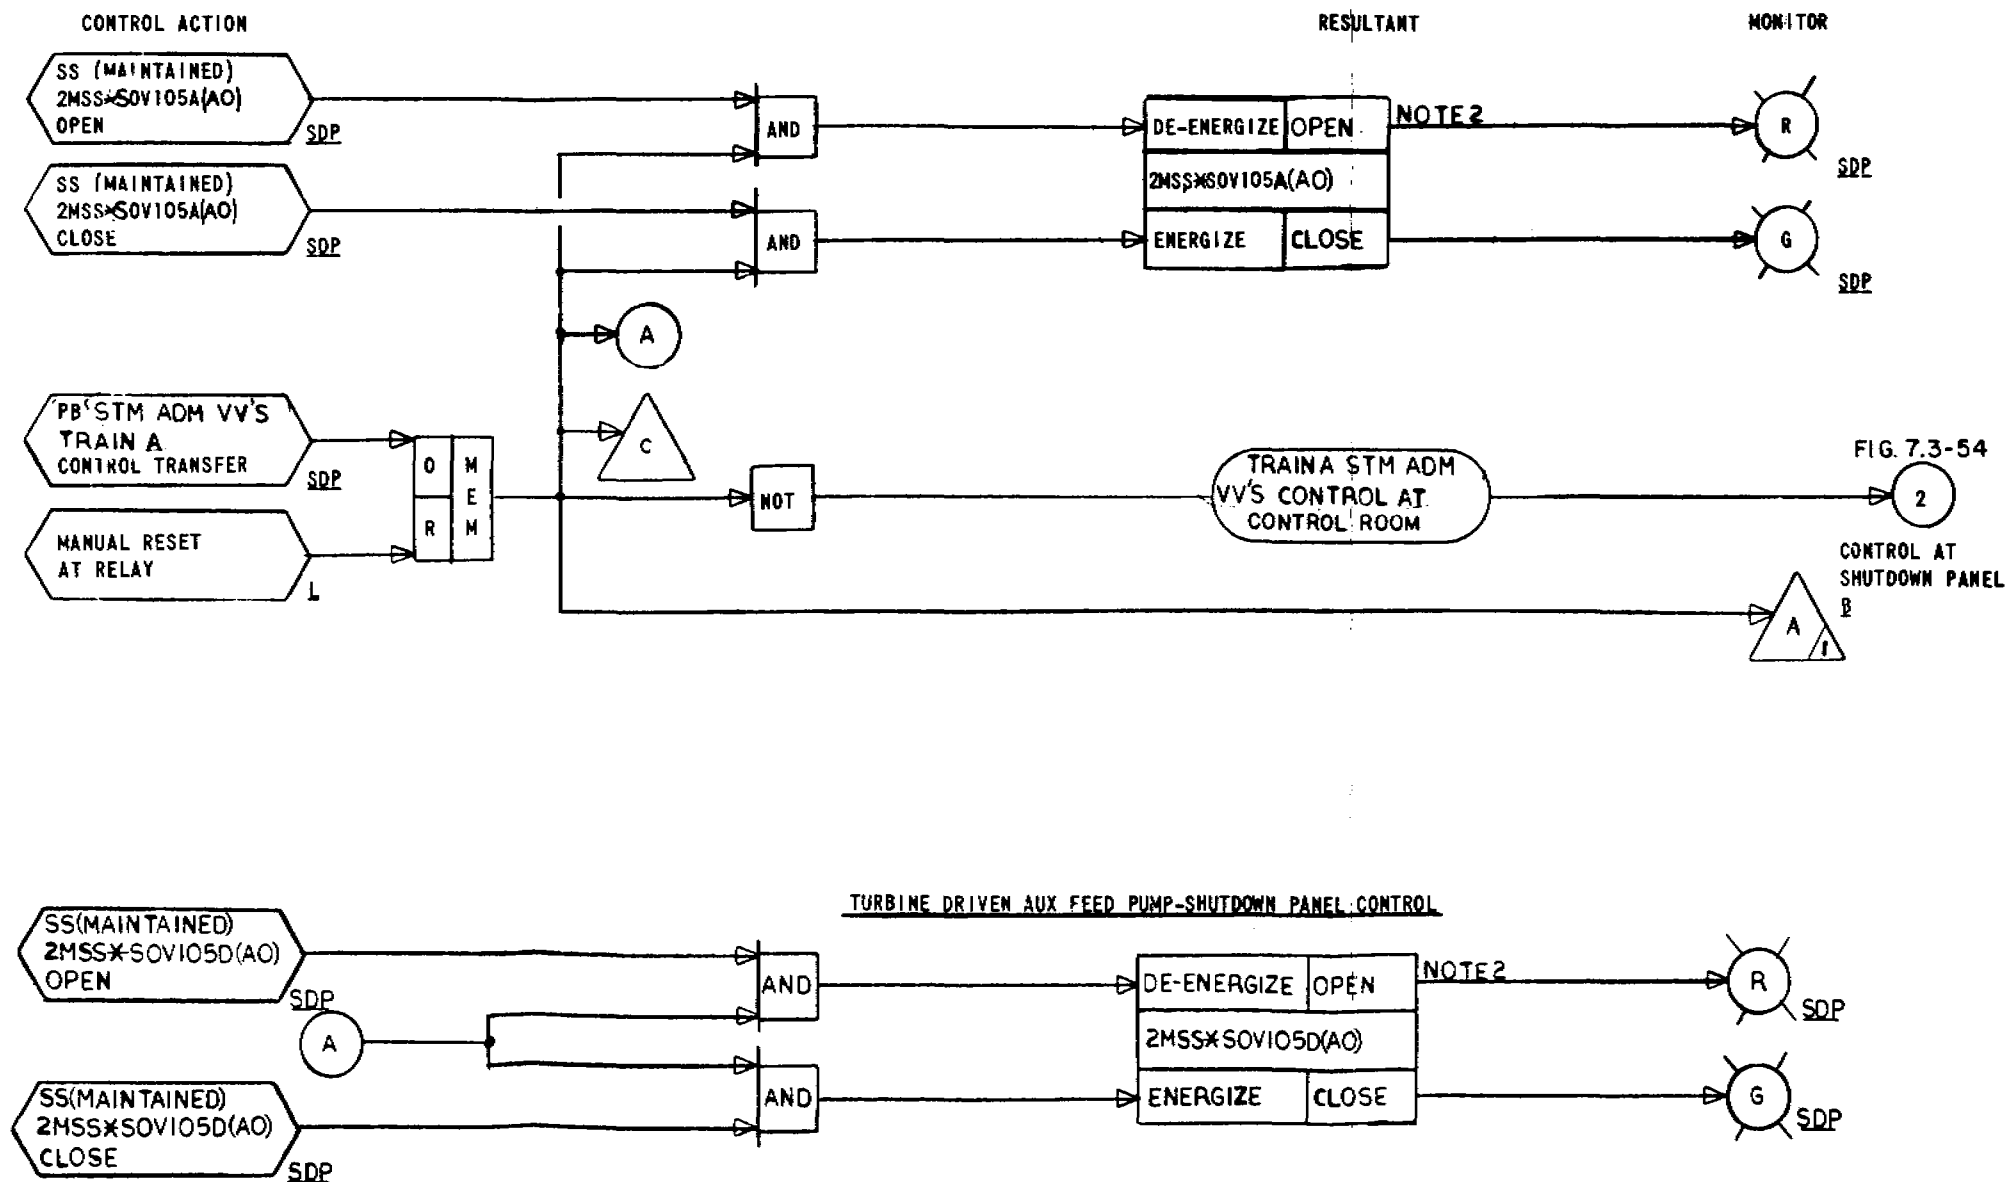 CONTROL ACTION
RESULTANT
MONITOR
SS (MAINTAINED)
2MSS*SOV105A(AO)
OPEN
SDP
AND
DE-ENERGIZE OPEN
NOTE2
R
SDP
SS (MAINTAINED)
2MSS*SOV105A(AO)
CLOSE
SDP
AND
2MSS*SOV105A(AO)
ENERGIZE CLOSE
G
SDP
A
C
PB STM ADM VV'S
TRAIN A
CONTROL TRANSFER
SDP
MANUAL RESET
AT RELAY
L
O
R
M
E
M
NOT
TRAIN A STM ADM
VV'S CONTROL AT
CONTROL ROOM
FIG. 7.3-54
2
CONTROL AT
SHUTDOWN PANEL
B
A
1
TURBINE DRIVEN AUX FEED PUMP-SHUTDOWN PANEL CONTROL
SS(MAINTAINED)
2MSS*SOV105D(AO)
OPEN
SDP
A
AND
DE-ENERGIZE OPEN
NOTE2
R
SDP
2MSS*SOV105D(AO)
SS(MAINTAINED)
2MSS*SOV105D(AO)
CLOSE
SDP
AND
ENERGIZE CLOSE
G
SDP